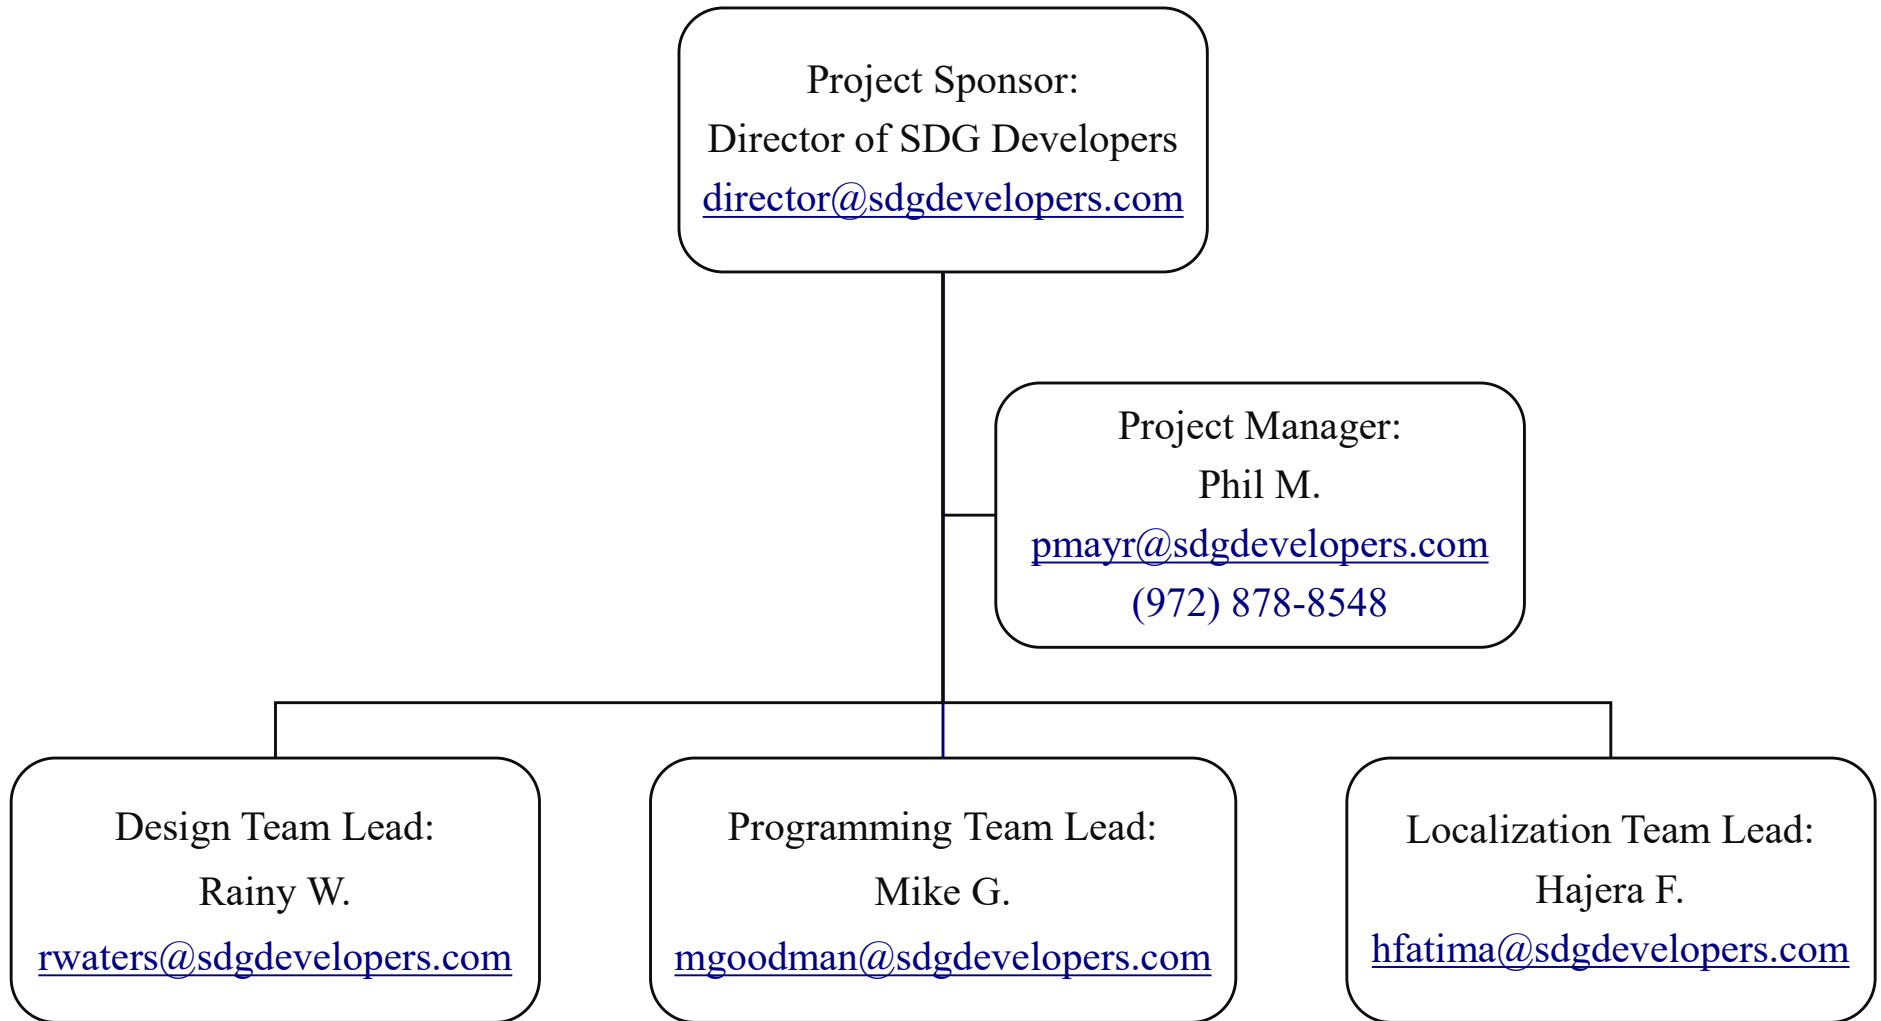 Project Sponsor:
Director of SDG Developers
director@sdgdevelopers.com
Project Manager:
Phil M.
pmayr@sdgdevelopers.com
(972) 878-8548
Design Team Lead:
Rainy W.
rwaters@sdgdevelopers.com
Programming Team Lead:
Mike G.
mgoodman@sdgdevelopers.com
Localization Team Lead:
Hajera F.
hfatima@sdgdevelopers.com